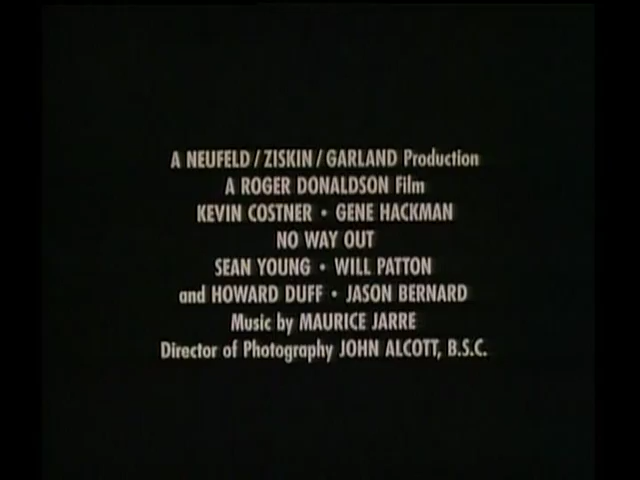 A NEUFELD / ZISKIN / GARLAND Production
A ROGER DONALDSON Film
KEVIN COSTNER • GENE HACKMAN
NO WAY OUT
SEAN YOUNG • WILL PATTON
and HOWARD DUFF • JASON BERNARD
Music by MAURICE JARRE
Director of Photography JOHN ALCOTT, B.S.C.